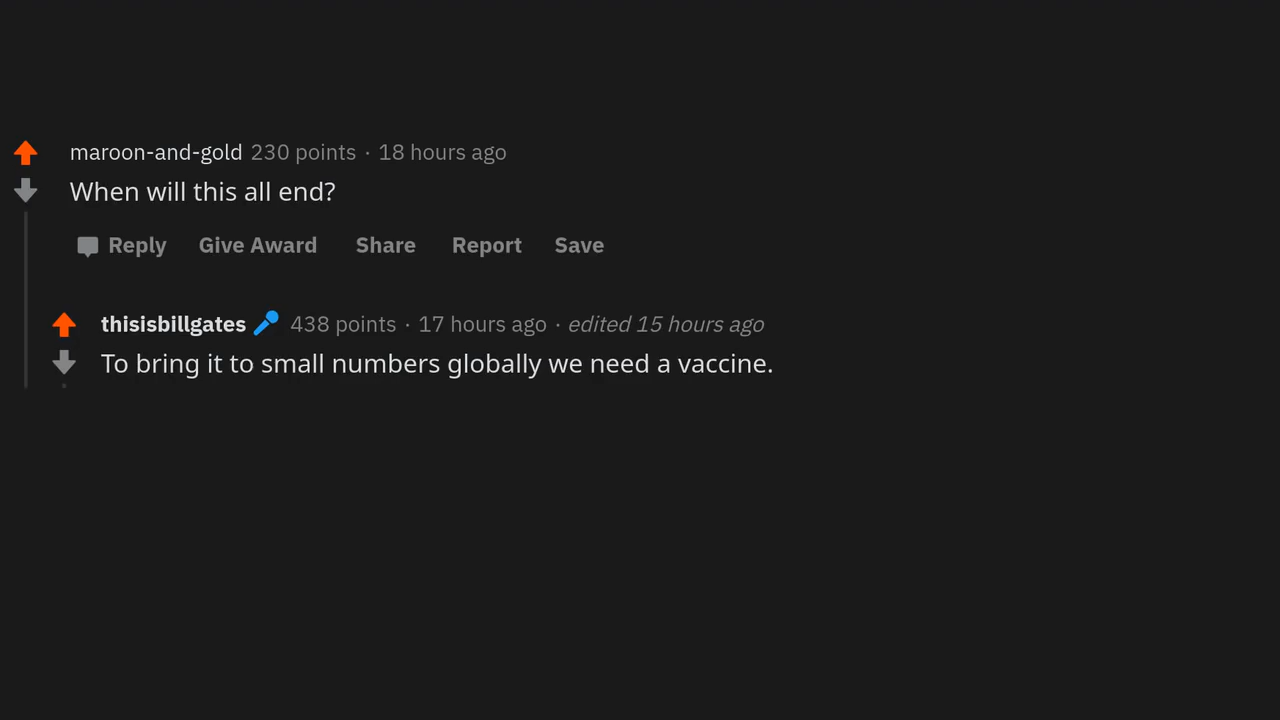 maroon-and-gold 230 points · 18 hours ago
When will this all end?
Reply Give Award Share Report Save
thisisbillgates 438 points · 17 hours ago · edited 15 hours ago
To bring it to small numbers globally we need a vaccine.